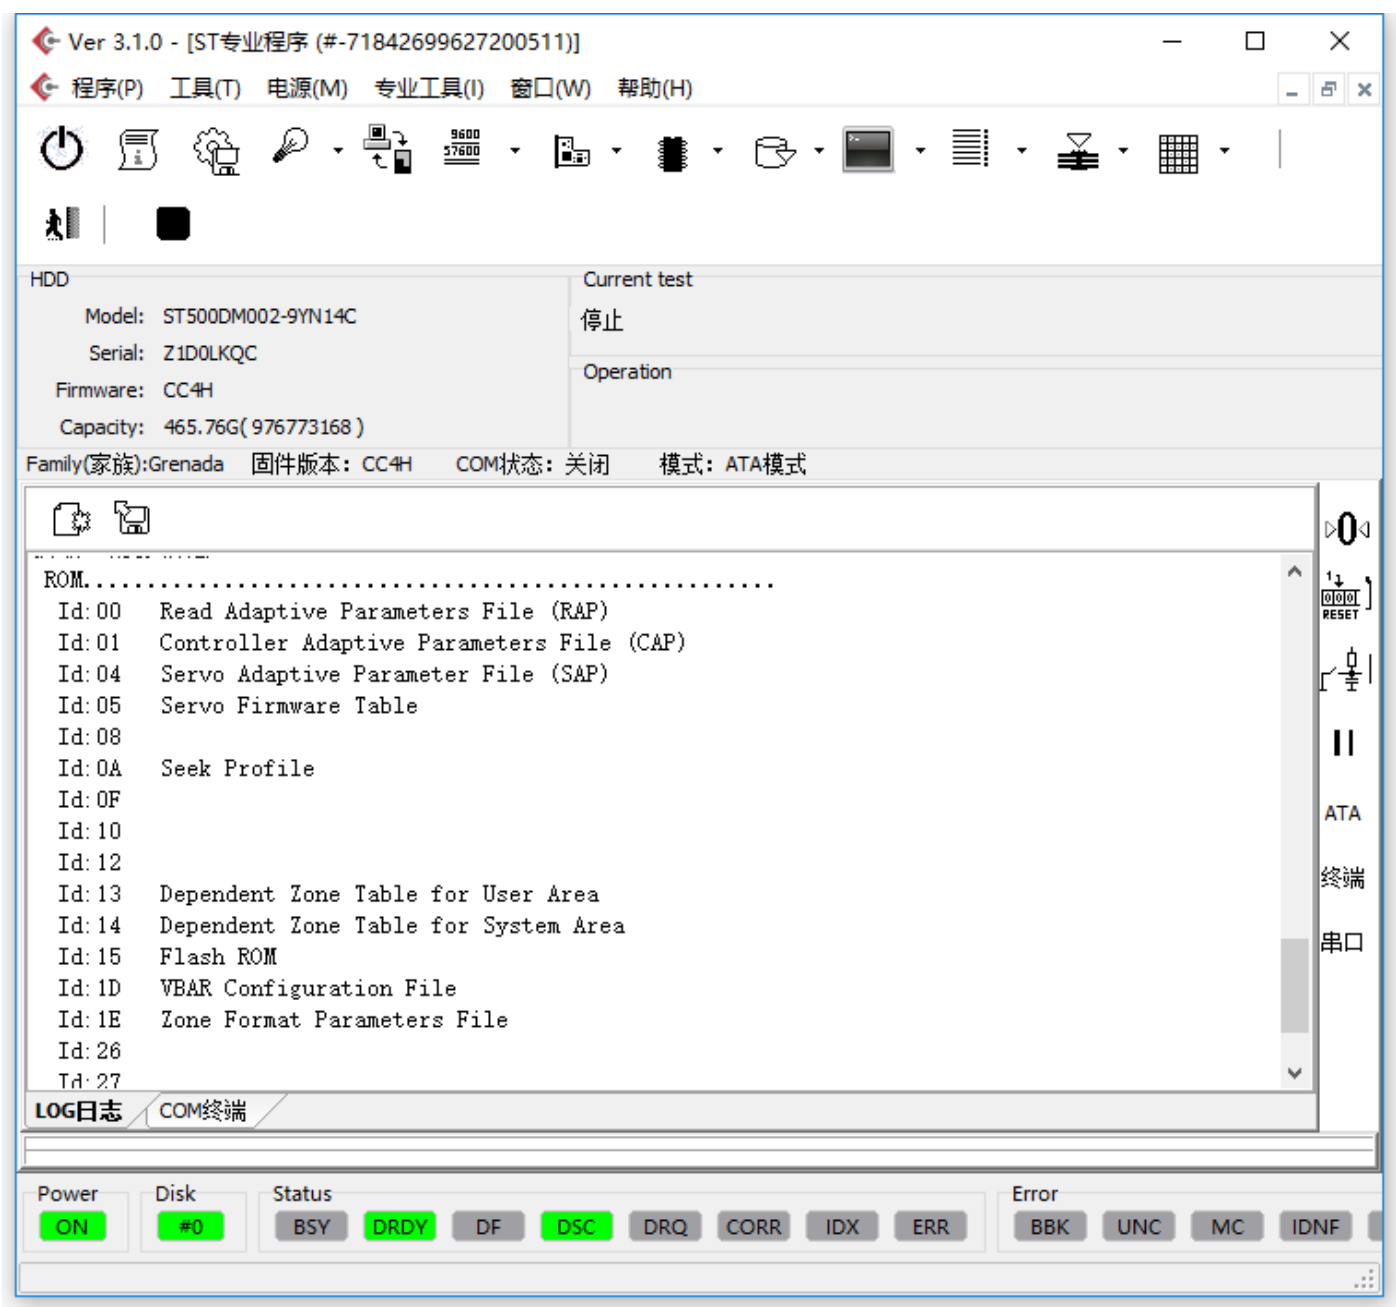 Ver 3.1.0 - [ST专业程序 (#-71842699627200511)]
程序(P) 工具(T) 电源(M) 专业工具(I) 窗口(W) 帮助(H)
9600
57600
HDD
Model: ST500DM002-9YN14C
Serial: Z1D0LKQC
Firmware: CC4H
Capacity: 465.76G( 976773168 )
Current test
停止
Operation
Family(家族):Grenada 固件版本：CC4H COM状态：关闭 模式：ATA模式
ROM......................................................
Id:00 Read Adaptive Parameters File (RAP)
Id:01 Controller Adaptive Parameters File (CAP)
Id:04 Servo Adaptive Parameter File (SAP)
Id:05 Servo Firmware Table
Id:08
Id:0A Seek Profile
Id:0F
Id:10
Id:12
Id:13 Dependent Zone Table for User Area
Id:14 Dependent Zone Table for System Area
Id:15 Flash ROM
Id:1D VBAR Configuration File
Id:1E Zone Format Parameters File
Id:26
Id:27
0
RESET
ATA
终端
串口
LOG日志 COM终端
Power Disk Status Error
ON #0 BSY DRDY DF DSC DRQ CORR IDX ERR BBK UNC MC IDNF